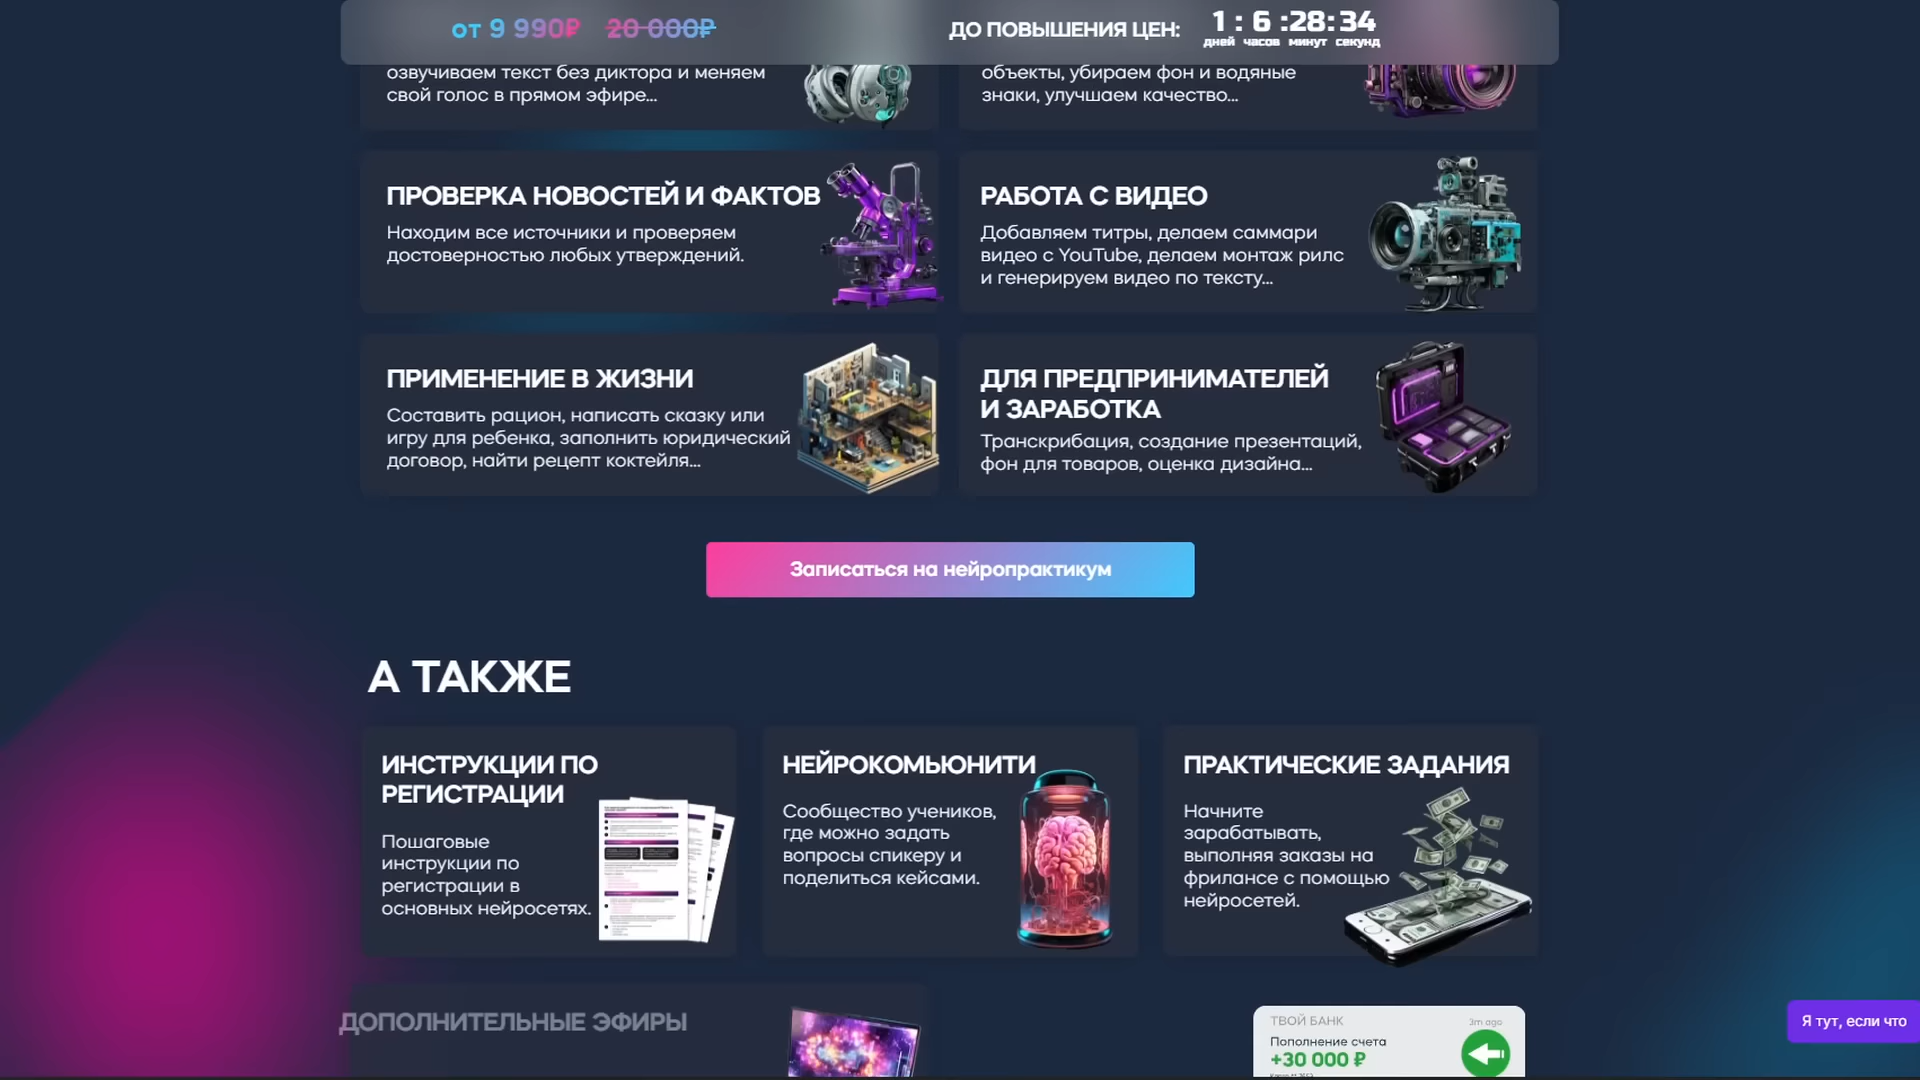 от 9 990₽ 20 000₽
ДО ПОВЫШЕНИЯ ЦЕН:
1 : 6 :28:34
дней часов минут секунд
озвучиваем текст без диктора и меняем
свой голос в прямом эфире...
объекты, убираем фон и водяные
знаки, улучшаем качество...
ПРОВЕРКА НОВОСТЕЙ И ФАКТОВ
Находим все источники и проверяем
достоверностью любых утверждений.
РАБОТА С ВИДЕО
Добавляем титры, делаем саммари
видео с YouTube, делаем монтаж рилс
и генерируем видео по тексту...
ПРИМЕНЕНИЕ В ЖИЗНИ
Составить рацион, написать сказку или
игру для ребенка, заполнить юридический
договор, найти рецепт коктейля...
ДЛЯ ПРЕДПРИНИМАТЕЛЕЙ
И ЗАРАБОТКА
Транскрибация, создание презентаций,
фон для товаров, оценка дизайна...
Записаться на нейропрактикум
А ТАКЖЕ
ИНСТРУКЦИИ ПО
РЕГИСТРАЦИИ
Пошаговые
инструкции по
регистрации в
основных нейросетях.
НЕЙРОКОМЬЮНИТИ
Сообщество учеников,
где можно задать
вопросы спикеру и
поделиться кейсами.
ПРАКТИЧЕСКИЕ ЗАДАНИЯ
Начните
зарабатывать,
выполняя заказы на
фрилансе с помощью
нейросетей.
ДОПОЛНИТЕЛЬНЫЕ ЭФИРЫ
ТВОЙ БАНК
3m ago
Пополнение счета
+30 000 ₽
Я тут, если что